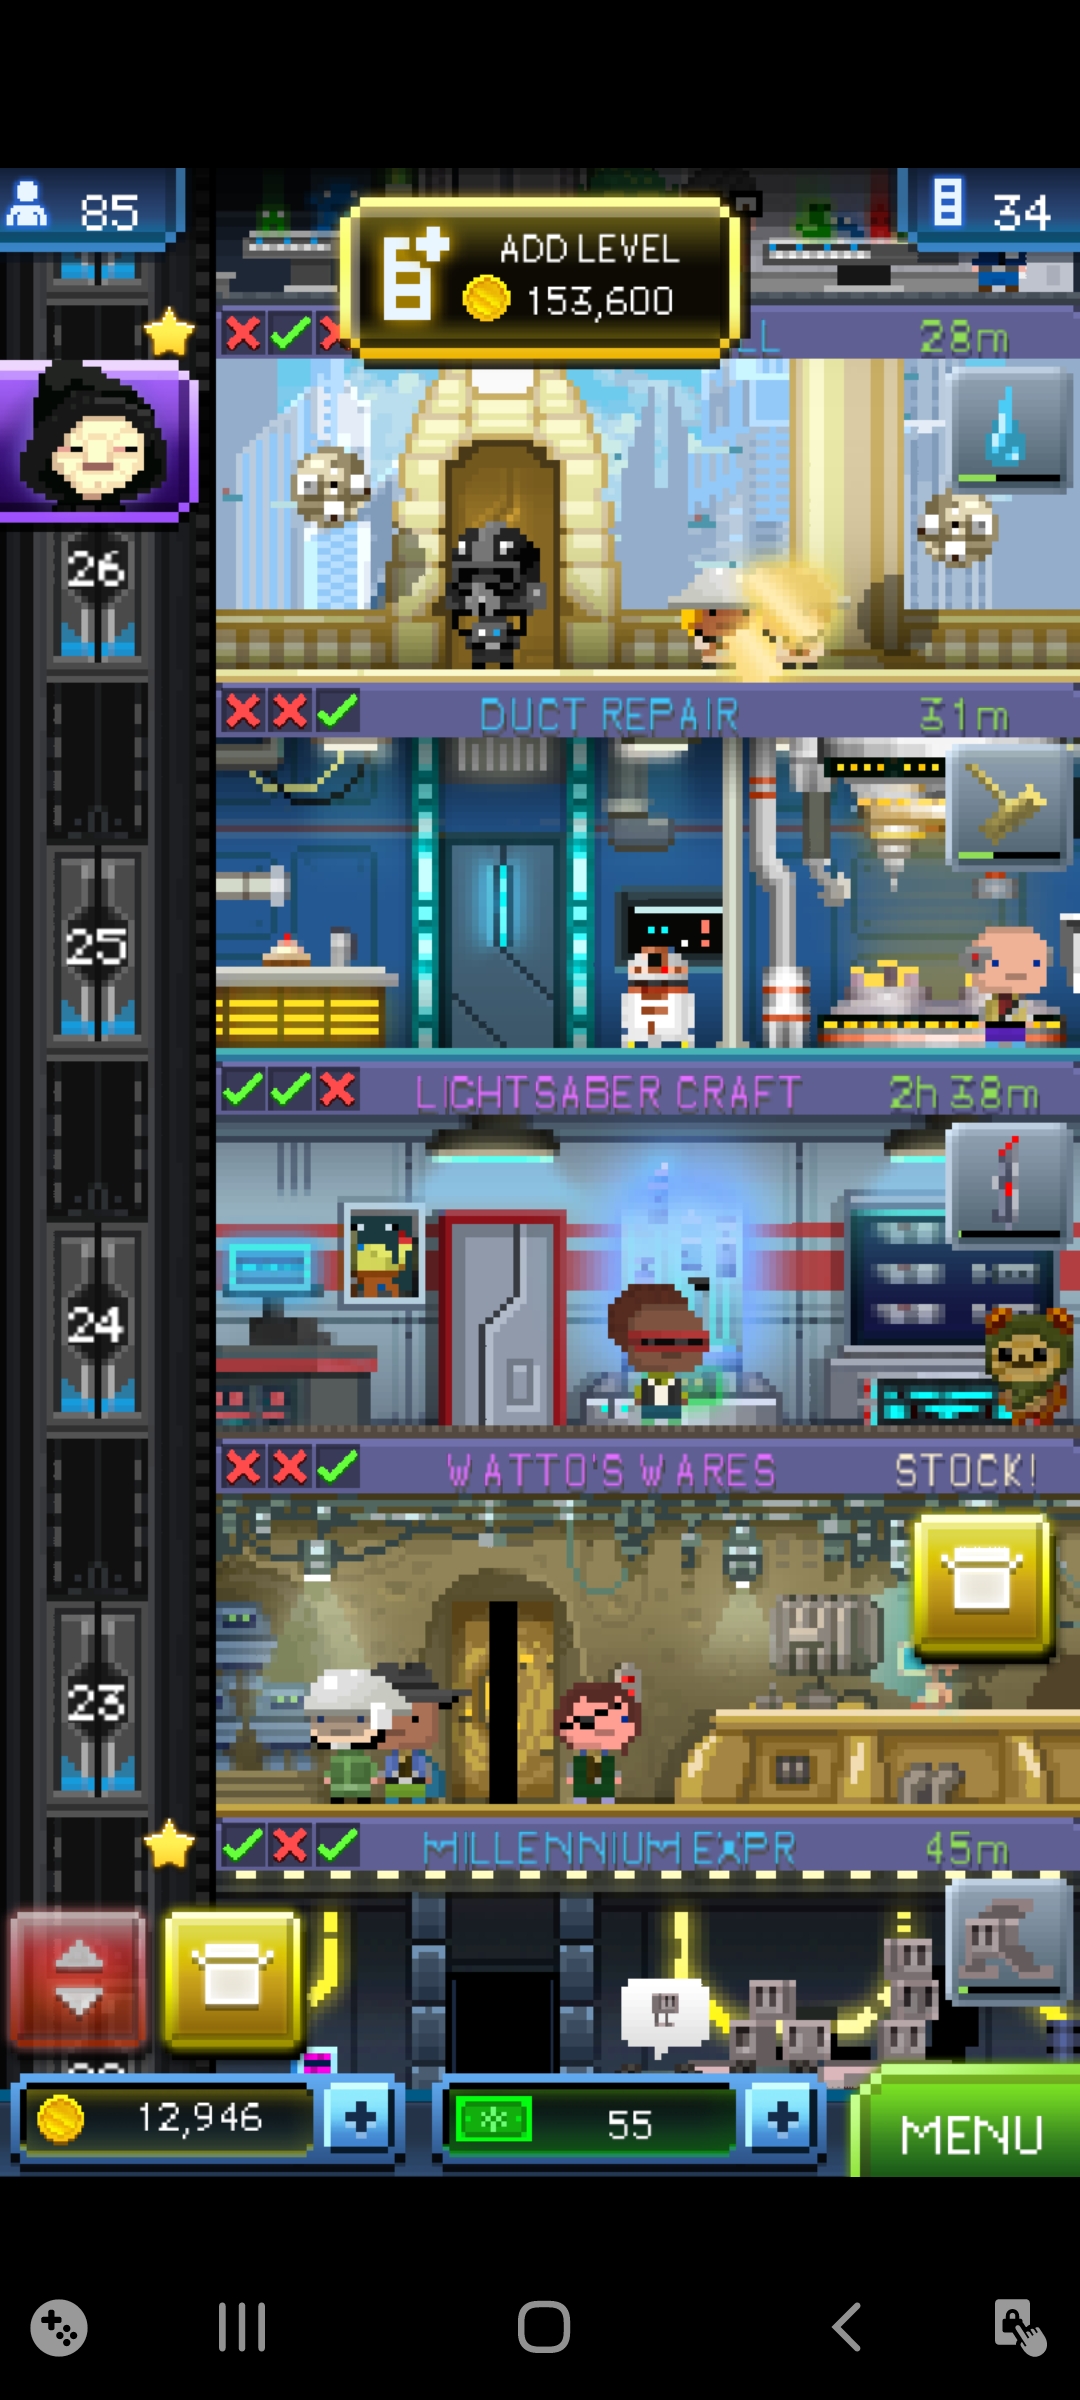 85
ADD LEVEL
153,600
34
LL 28m
26
DUCT REPAIR 31m
25
LIGHTSABER CRAFT 2h 38m
24
WATTO'S WARES STOCK!
23
MILLENNIUM EXPR 45m
12,946
55
MENU